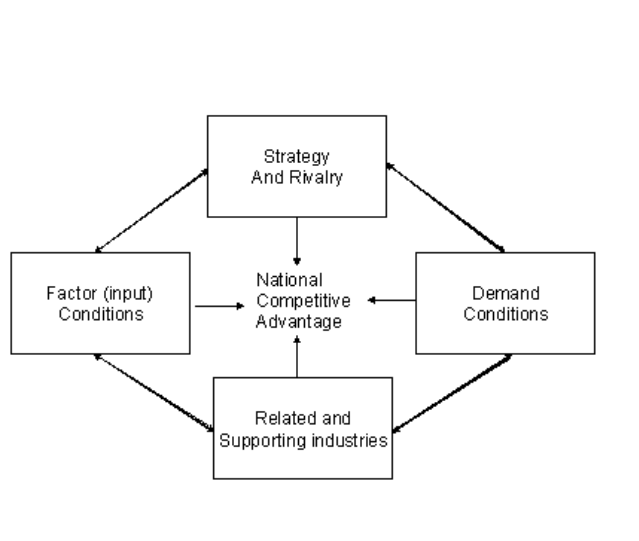 Strategy
And Rivalry
Factor (input)
Conditions
National
Competitive
Advantage
Demand
Conditions
Related and
Supporting industries